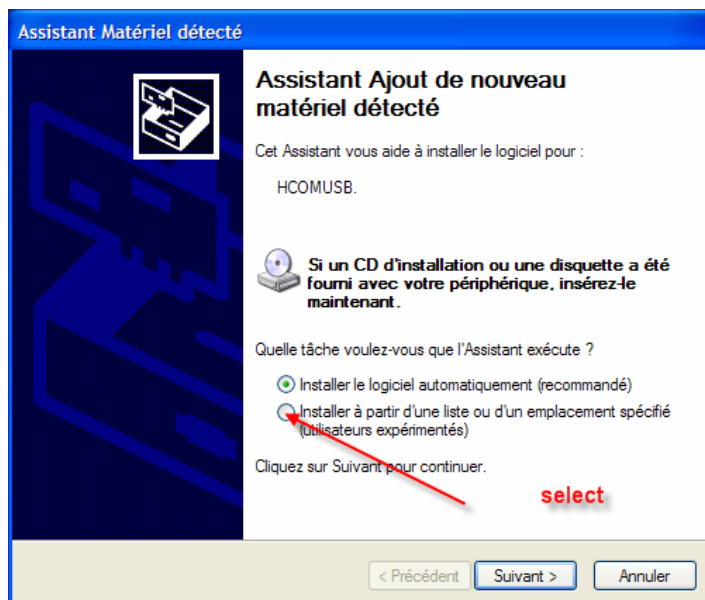 Assistant Matériel détecté
Assistant Ajout de nouveau
matériel détecté
Cet Assistant vous aide à installer le logiciel pour :
HCOMUSB.
Si un CD d'installation ou une disquette a été
fourni avec votre périphérique, insérez-le
maintenant.
Quelle tâche voulez-vous que l'Assistant exécute ?
Installer le logiciel automatiquement (recommandé)
Installer à partir d'une liste ou d'un emplacement spécifié
(utilisateurs expérimentés)
Cliquez sur Suivant pour continuer.
select
< Précédent Suivant > Annuler